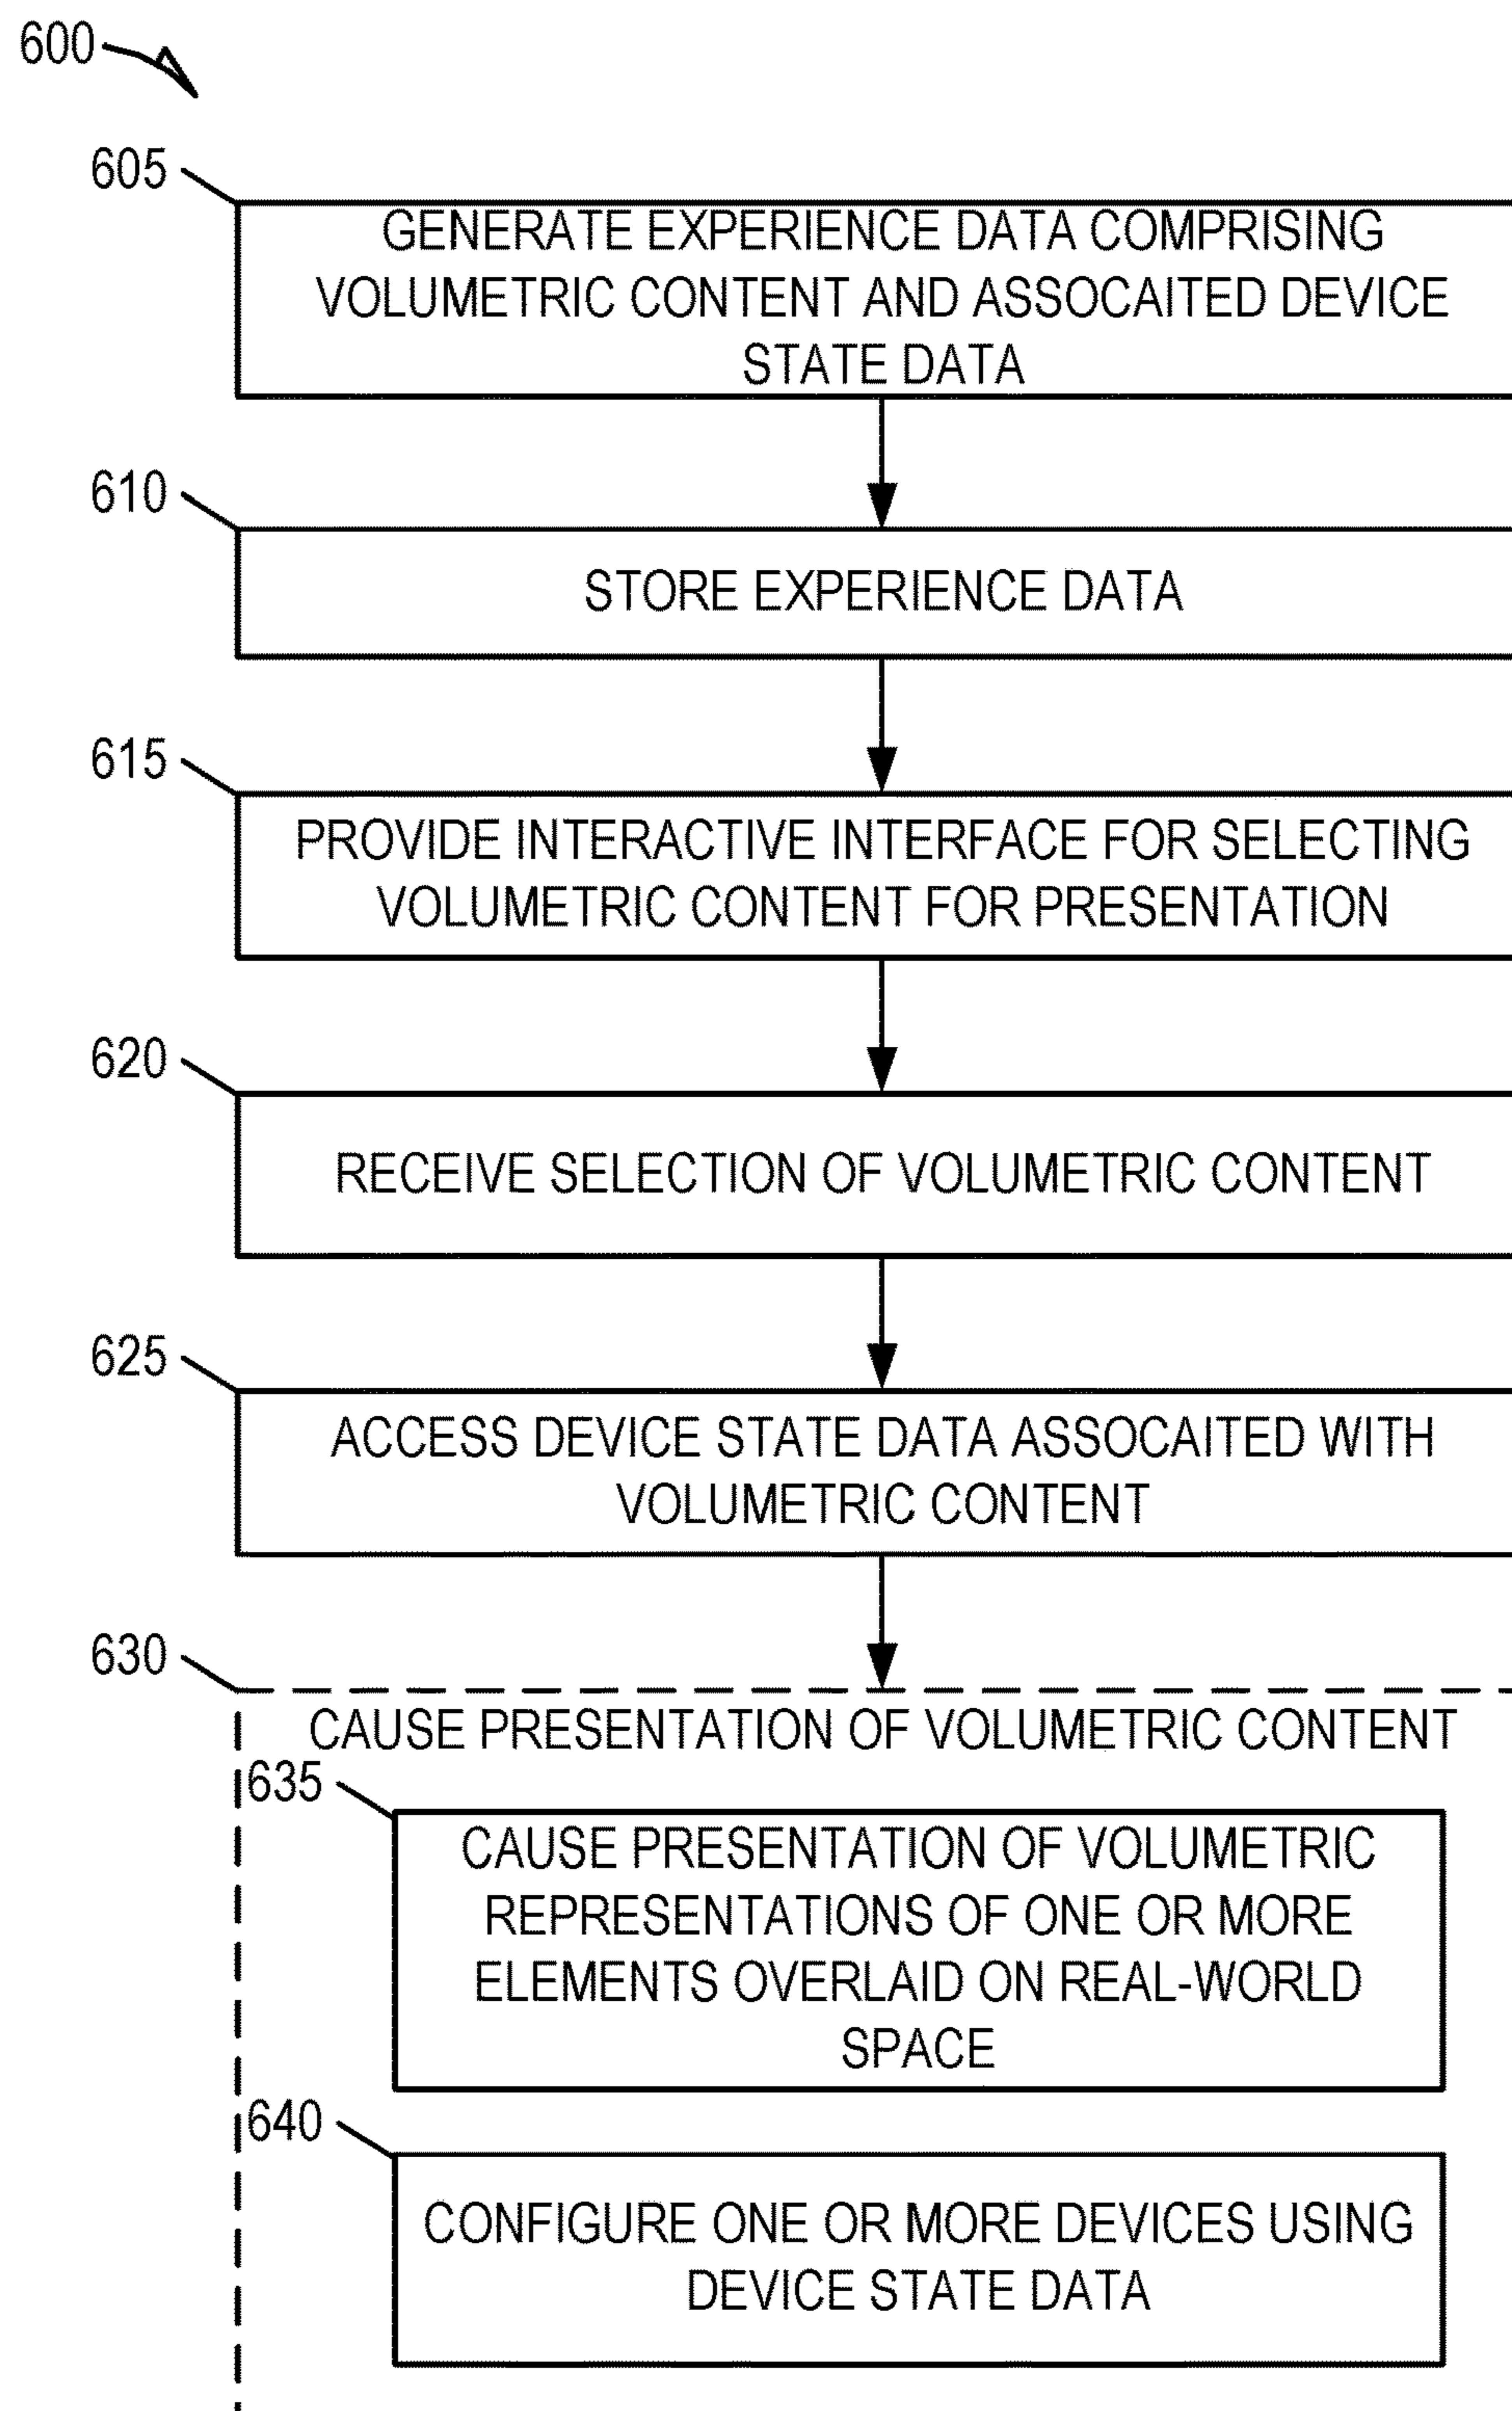 600
605
GENERATE EXPERIENCE DATA COMPRISING
VOLUMETRIC CONTENT AND ASSOCAITED DEVICE
STATE DATA
610
STORE EXPERIENCE DATA
615
PROVIDE INTERACTIVE INTERFACE FOR SELECTING
VOLUMETRIC CONTENT FOR PRESENTATION
620
RECEIVE SELECTION OF VOLUMETRIC CONTENT
625
ACCESS DEVICE STATE DATA ASSOCAITED WITH
VOLUMETRIC CONTENT
630
CAUSE PRESENTATION OF VOLUMETRIC CONTENT
635
CAUSE PRESENTATION OF VOLUMETRIC
REPRESENTATIONS OF ONE OR MORE
ELEMENTS OVERLAID ON REAL-WORLD
SPACE
640
CONFIGURE ONE OR MORE DEVICES USING
DEVICE STATE DATA